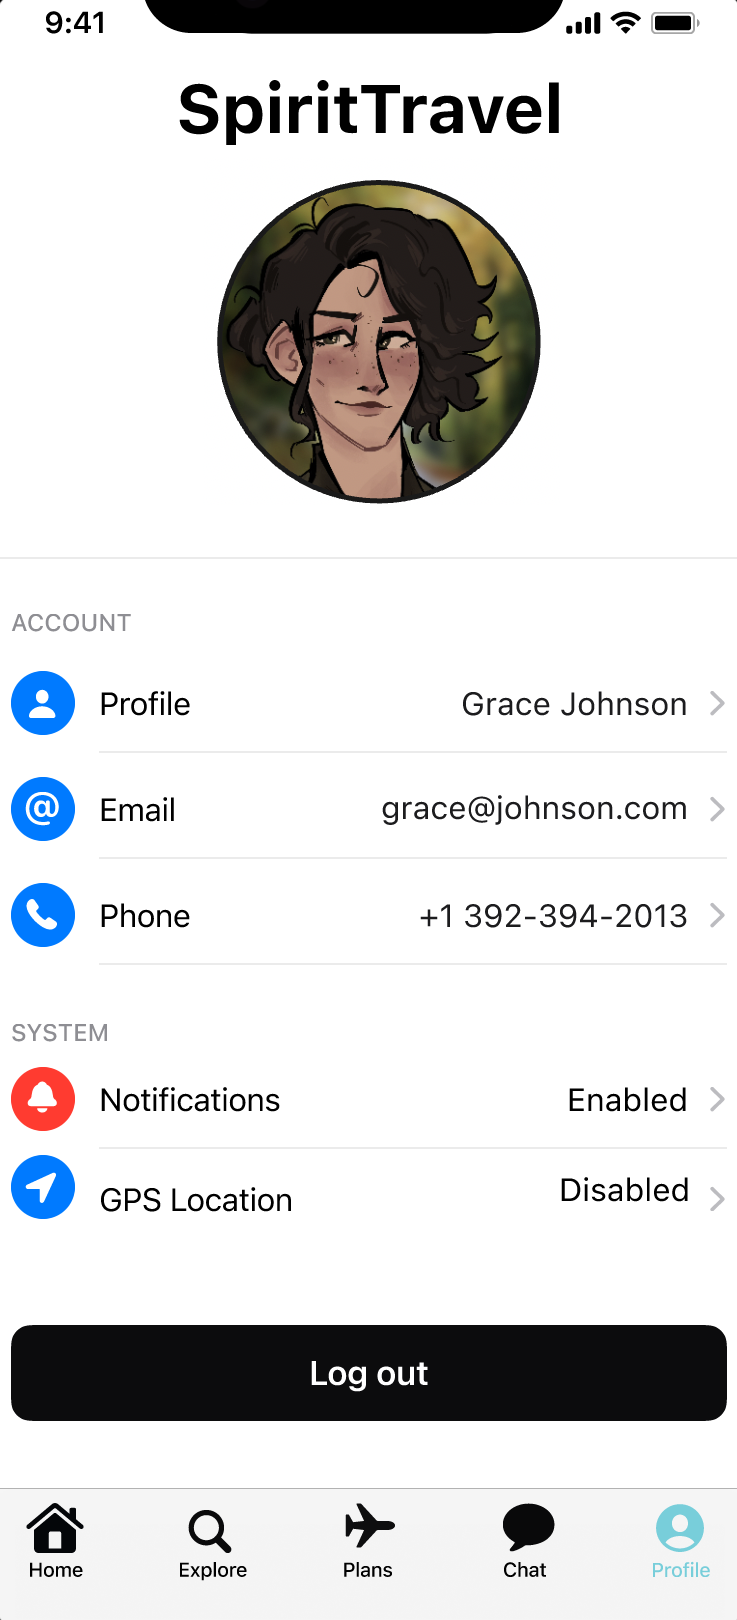 9:41
SpiritTravel
ACCOUNT
Profile Grace Johnson
@ Email grace@johnson.com
Phone +1 392-394-2013
SYSTEM
Notifications Enabled
GPS Location Disabled
Log out
Home Explore Plans Chat Profile